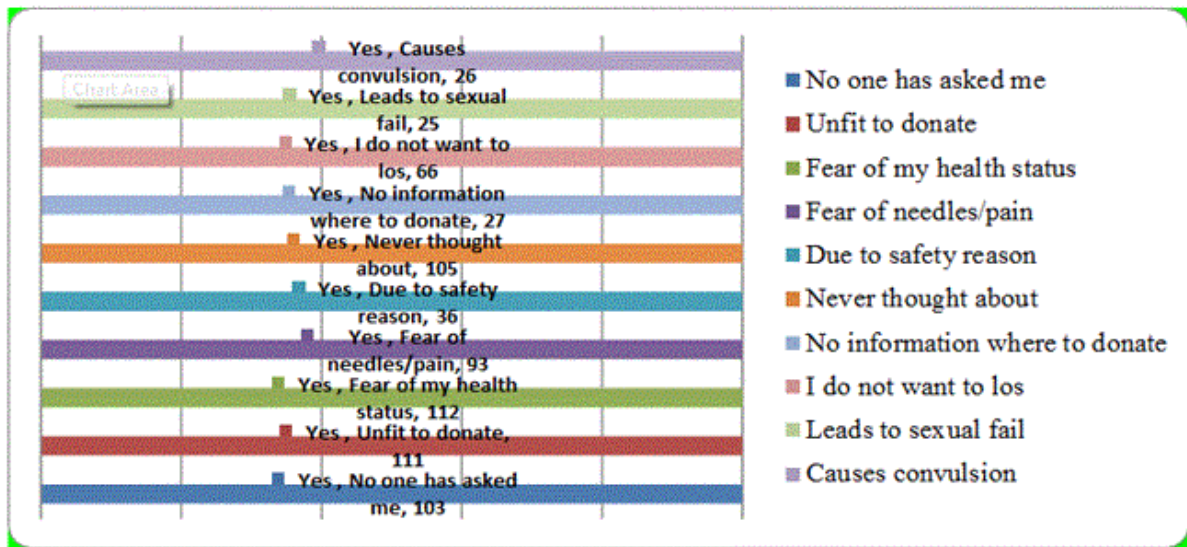 Yes , Causes
convulsion, 26
Chart Area
Yes , Leads to sexual
fail, 25
Yes , I do not want to
los, 66
Yes , No information
where to donate, 27
Yes , Never thought
about, 105
Yes , Due to safety
reason, 36
Yes , Fear of
needles/pain, 93
Yes , Fear of my health
status, 112
Yes , Unfit to donate,
111
Yes , No one has asked
me, 103
No one has asked me
Unfit to donate
Fear of my health status
Fear of needles/pain
Due to safety reason
Never thought about
No information where to donate
I do not want to los
Leads to sexual fail
Causes convulsion